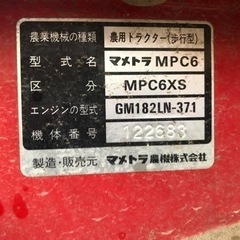 農業機械の種類 農用トラクター(歩行型)
型式名 マメトラ MPC6
区分 MPC6XS
エンジンの型式 GM182LN-371
機体番号 122683
製造・販売元 マメトラ農機株式会社